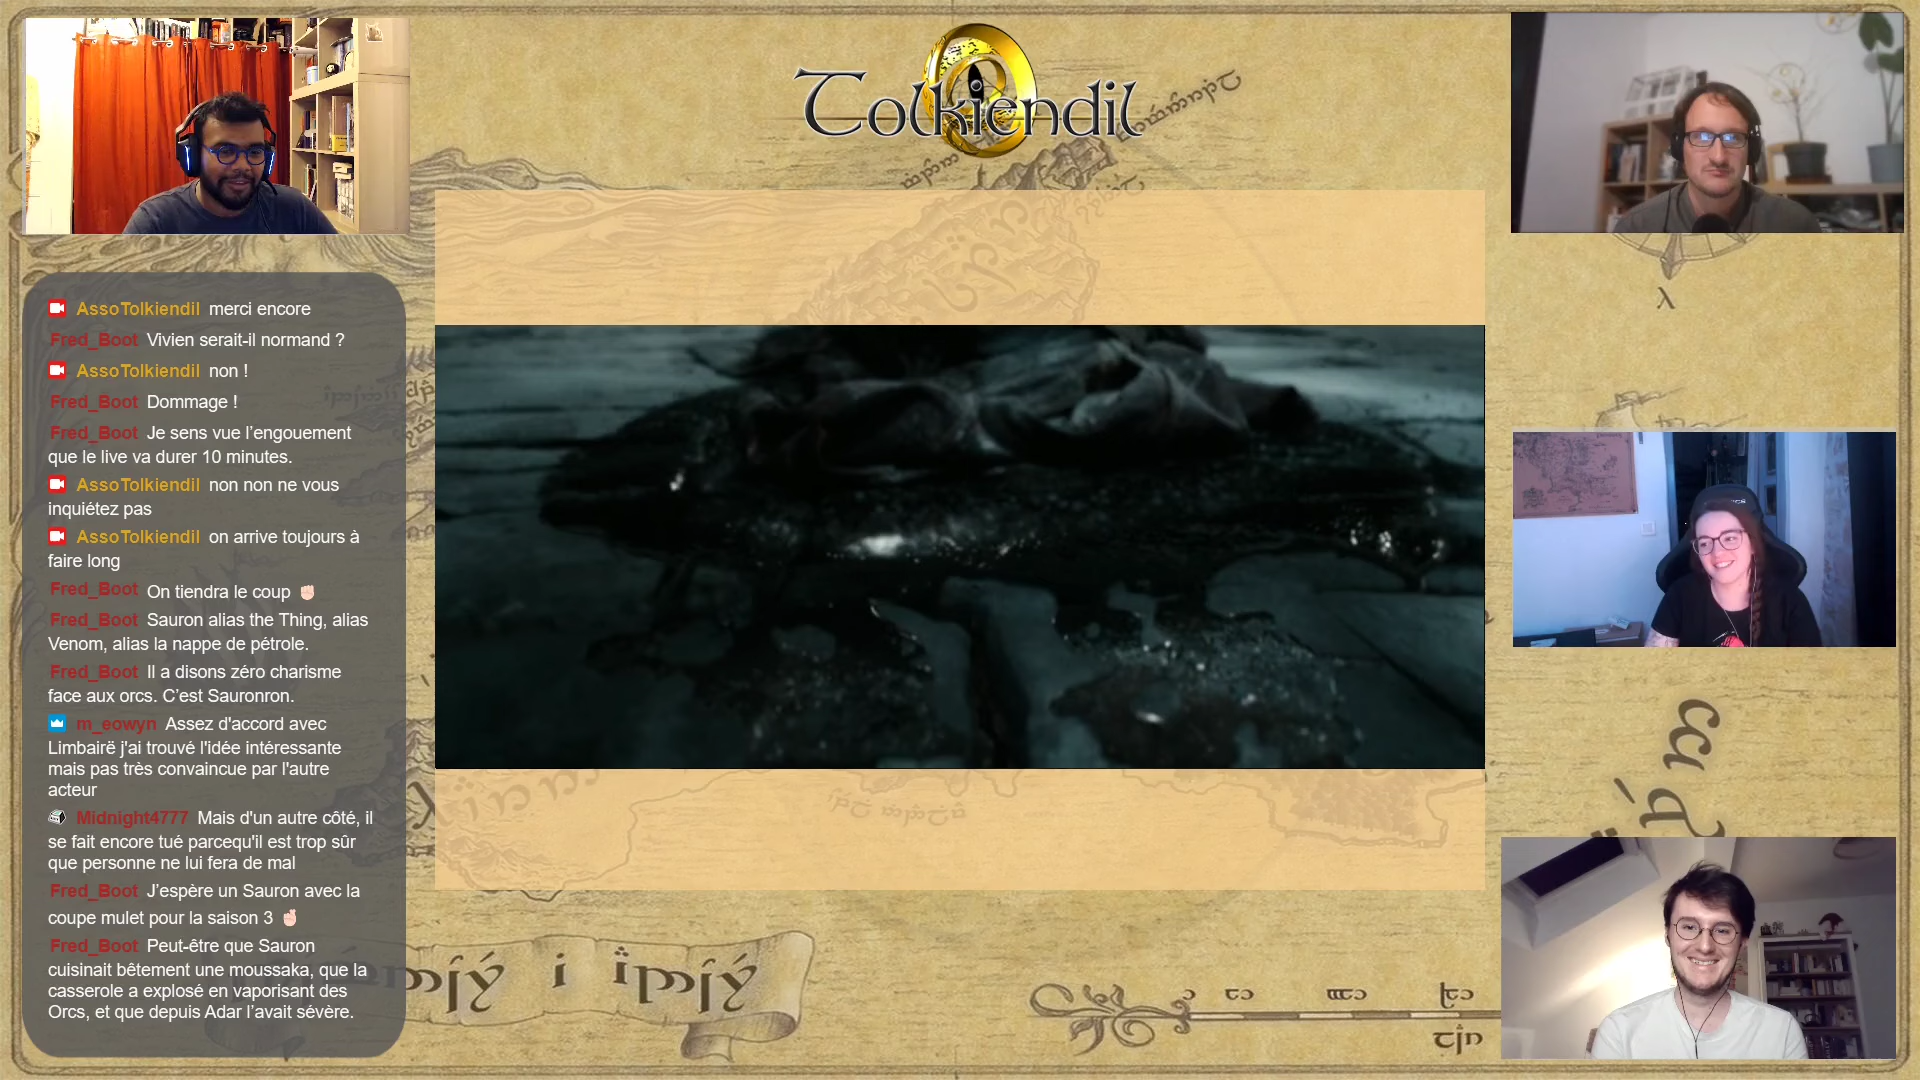 Tolkiendil
AssoTolkiendil merci encore
Fred_Boot Vivien serait-il normand ?
AssoTolkiendil non !
Fred_Boot Dommage !
Fred_Boot Je sens vue l’engouement
que le live va durer 10 minutes.
AssoTolkiendil non non ne vous
inquiétez pas
AssoTolkiendil on arrive toujours à
faire long
Fred_Boot On tiendra le coup ✊🏻
Fred_Boot Sauron alias the Thing, alias
Venom, alias la nappe de pétrole.
Fred_Boot Il a disons zéro charisme
face aux orcs. C’est Sauronron.
m_eowyn Assez d'accord avec
Limbairë j'ai trouvé l'idée intéressante
mais pas très convaincue par l'autre
acteur
Midnight4777 Mais d'un autre côté, il
se fait encore tué parcequ'il est trop sûr
que personne ne lui fera de mal
Fred_Boot J’espère un Sauron avec la
coupe mulet pour la saison 3 🤞🏻
Fred_Boot Peut-être que Sauron
cuisinait bêtement une moussaka, que la
casserole a explosé en vaporisant des
Orcs, et que depuis Adar l’avait sévère.